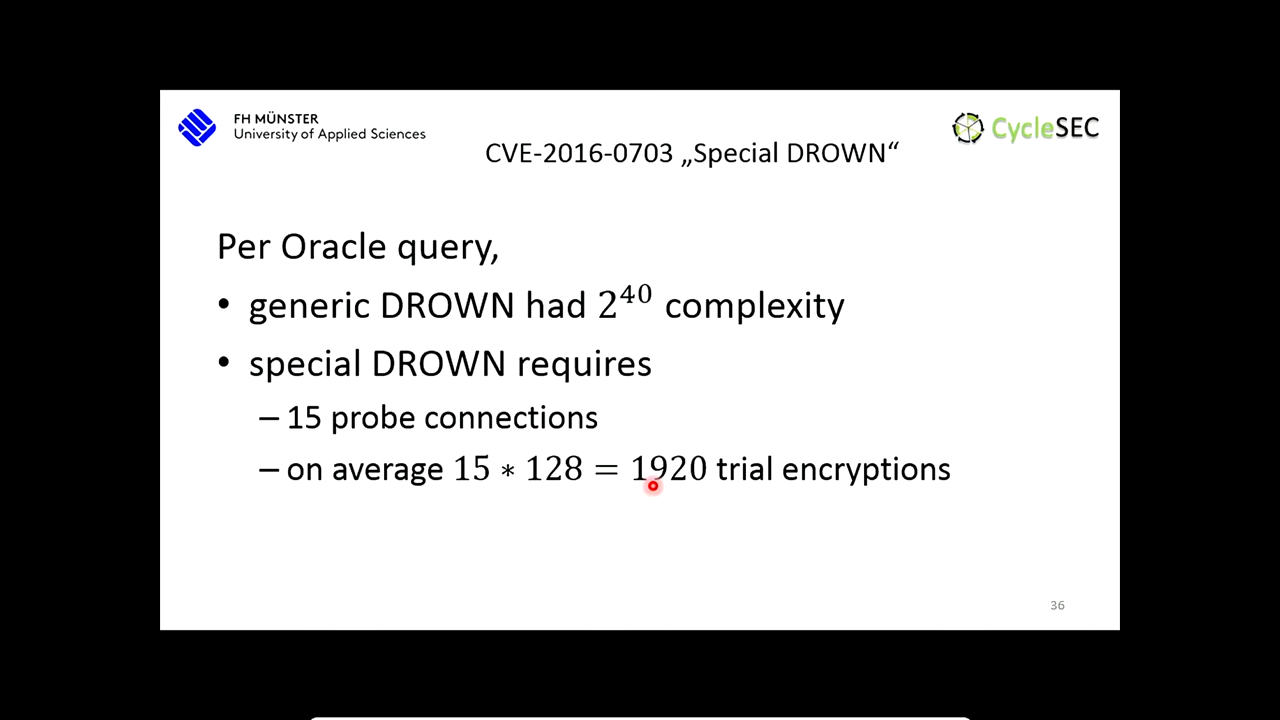 FH MÜNSTER
University of Applied Sciences
CycleSEC
CVE-2016-0703 „Special DROWN“
Per Oracle query,
• generic DROWN had 2⁴⁰ complexity
• special DROWN requires
– 15 probe connections
– on average 15 ∗ 128 = 1920 trial encryptions
36